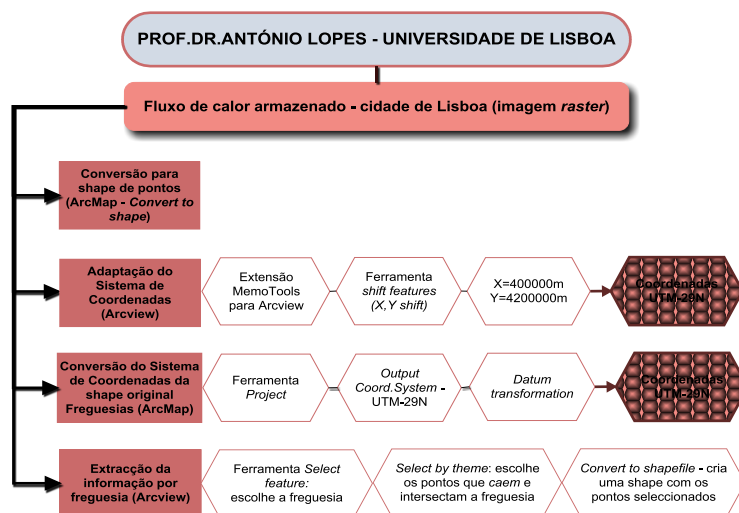 PROF.DR.ANTÓNIO LOPES - UNIVERSIDADE DE LISBOA
Fluxo de calor armazenado - cidade de Lisboa (imagem raster)
Conversão para
shape de pontos
(ArcMap - Convert to
shape)
Adaptação do
Sistema de
Coordenadas
(Arcview)
Extensão
MemoTools
para Arcview
Ferramenta
shift features
(X,Y shift)
X=400000m
Y=4200000m
Coordenadas
UTM-29N
Conversão do Sistema
de Coordenadas da
shape original
Freguesias (ArcMap)
Ferramenta
Project
Output
Coord.System -
UTM-29N
Datum
transformation
Coordenadas
UTM-29N
Extracção da
informação por
freguesia (Arcview)
Ferramenta Select
feature:
escolhe a freguesia
Select by theme: escolhe
os pontos que caem e
intersectam a freguesia
Convert to shapefile - cria
uma shape com os
pontos seleccionados